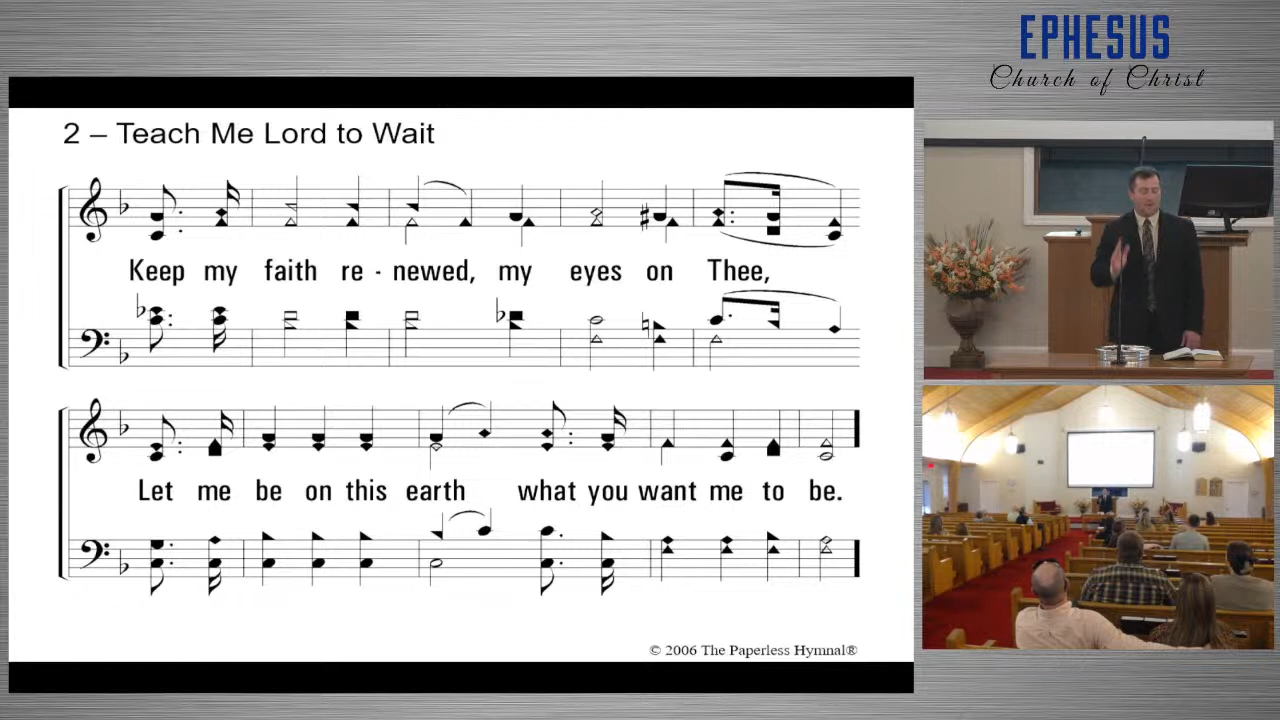 EPHESUS
Church of Christ
2 – Teach Me Lord to Wait
Keep my faith re - newed, my eyes on Thee,
Let me be on this earth what you want me to be.
© 2006 The Paperless Hymnal®